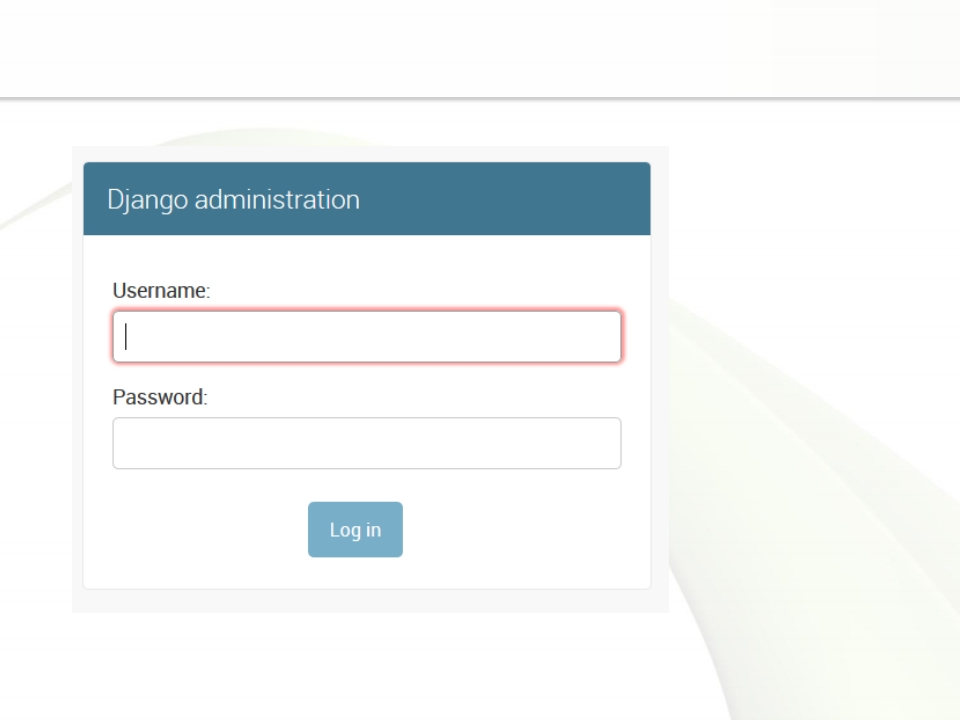 Django administration
Username:
Password:
Log in